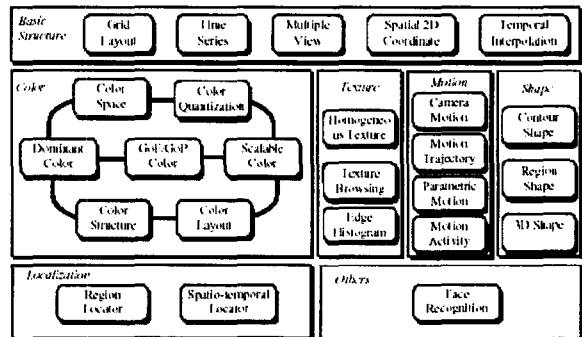 Basic
Structure
Grid
Layout
Time
Series
Multiple
View
Spatial 2D
Coordinate
Temporal
Interpolation
Color
Color
Space
Color
Quantization
Dominant
Color
GoF/GoP
Color
Scalable
Color
Color
Structure
Color
Layout
Texture
Homogeneo
us Texture
Texture
Browsing
Edge
Histogram
Motion
Camera
Motion
Motion
Trajectory
Parametric
Motion
Motion
Activity
Shape
Contour
Shape
Region
Shape
3D Shape
Localization
Region
Locator
Spatio-temporal
Locator
Others
Face
Recognition